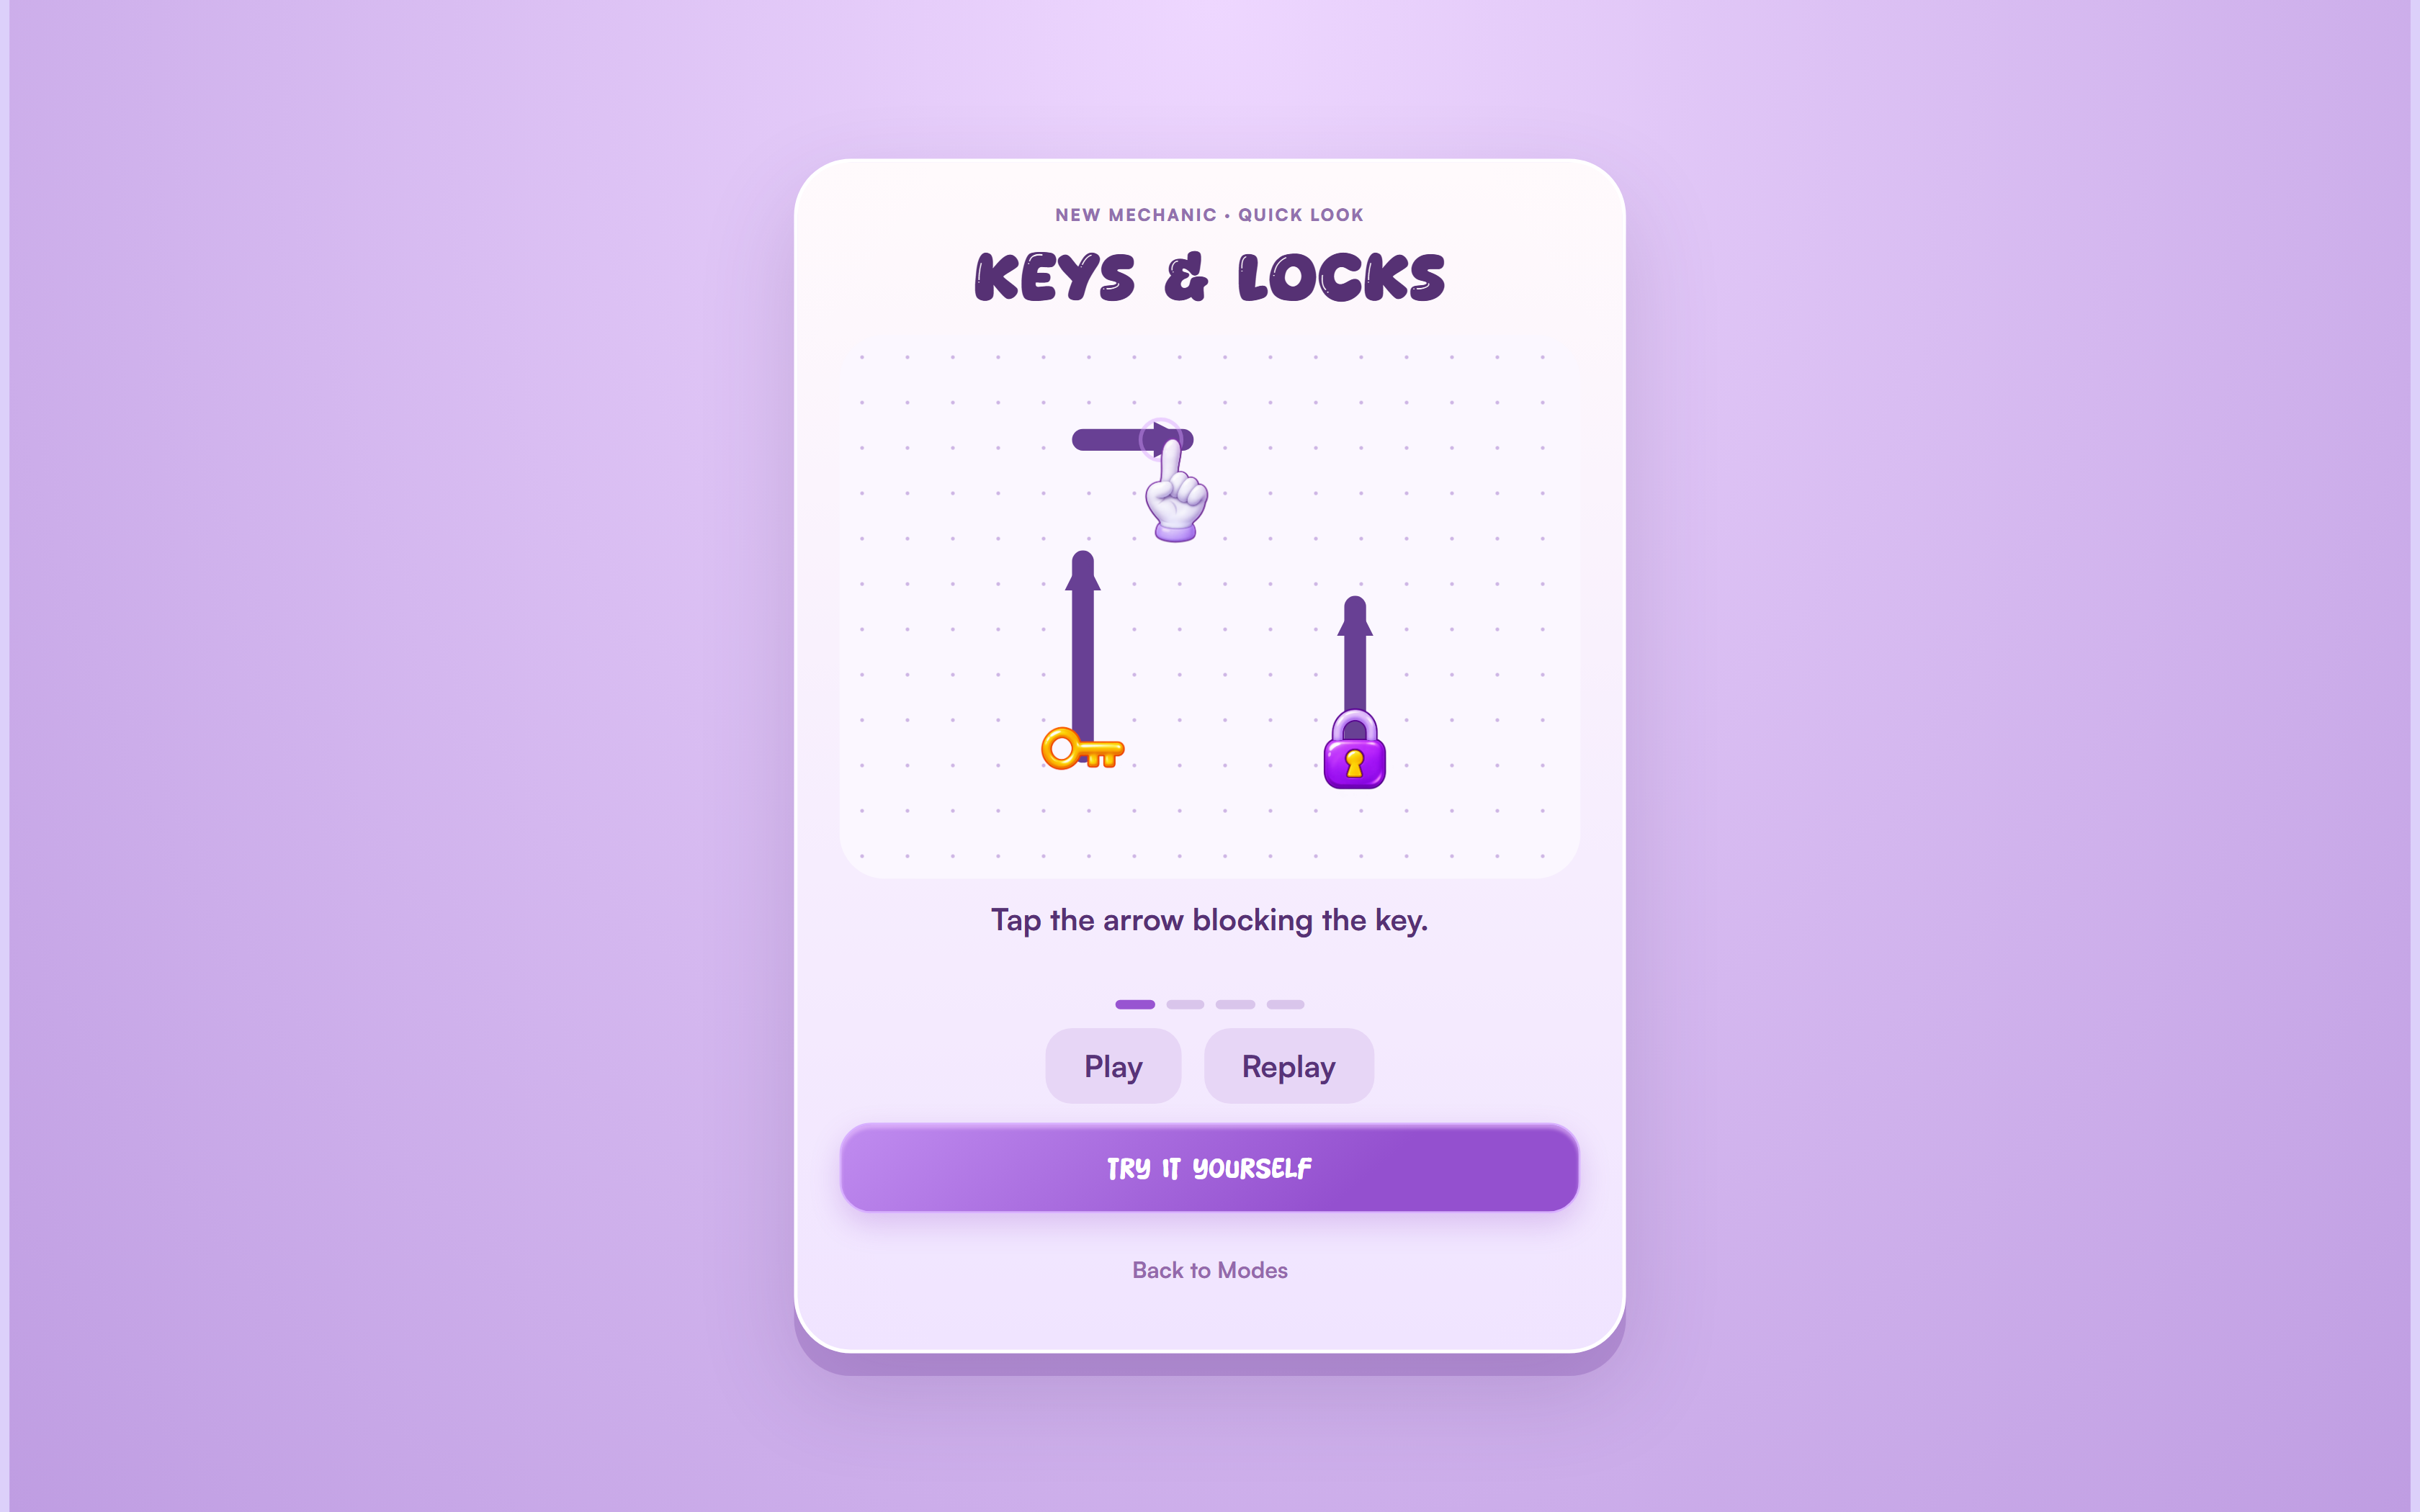 NEW MECHANIC • QUICK LOOK
KEYS & LOCKS
Tap the arrow blocking the key.
Play
Replay
TRY IT YOURSELF
Back to Modes